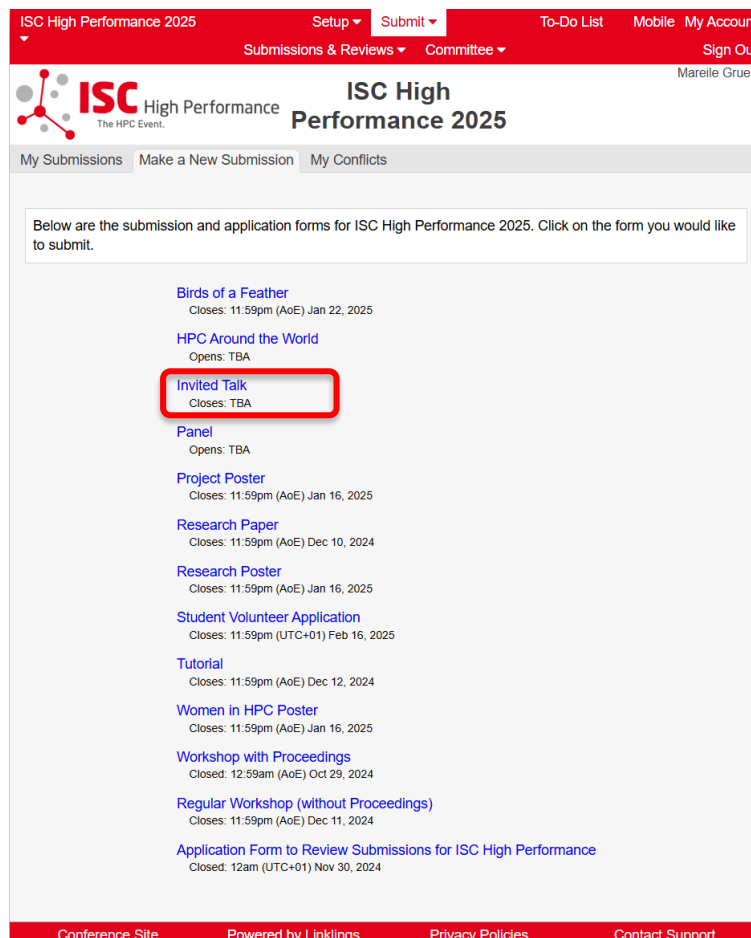 ISC High Performance 2025 Setup Submit To-Do List Mobile My Accoun
Submissions & Reviews Committee Sign Ou
Mareile Grue
ISC High Performance
The HPC Event.
ISC High
Performance 2025
My Submissions Make a New Submission My Conflicts
Below are the submission and application forms for ISC High Performance 2025. Click on the form you would like
to submit.
Birds of a Feather
Closes: 11:59pm (AoE) Jan 22, 2025
HPC Around the World
Opens: TBA
Invited Talk
Closes: TBA
Panel
Opens: TBA
Project Poster
Closes: 11:59pm (AoE) Jan 16, 2025
Research Paper
Closes: 11:59pm (AoE) Dec 10, 2024
Research Poster
Closes: 11:59pm (AoE) Jan 16, 2025
Student Volunteer Application
Closes: 11:59pm (UTC+01) Feb 16, 2025
Tutorial
Closes: 11:59pm (AoE) Dec 12, 2024
Women in HPC Poster
Closes: 11:59pm (AoE) Jan 16, 2025
Workshop with Proceedings
Closed: 12:59am (AoE) Oct 29, 2024
Regular Workshop (without Proceedings)
Closes: 11:59pm (AoE) Dec 11, 2024
Application Form to Review Submissions for ISC High Performance
Closed: 12am (UTC+01) Nov 30, 2024
Conference Site Powered by Linklings Privacy Policies Contact Support